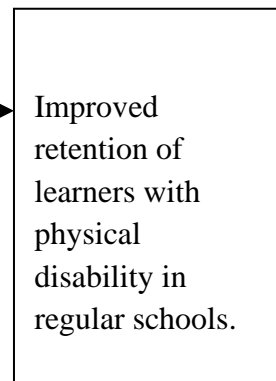 Improved
retention of
learners with
physical
disability in
regular schools.